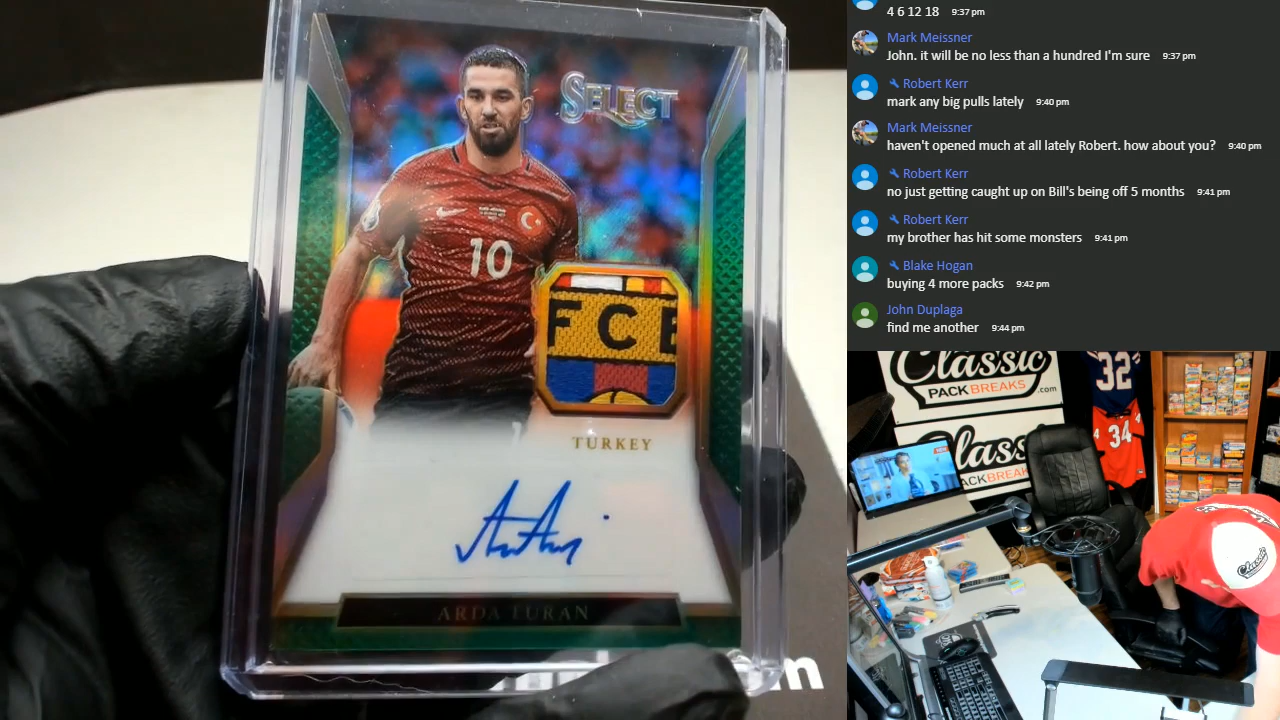 SELECT
10
FCB
TURKEY
ARDA TURAN
4 6 12 18 9:37 pm
Mark Meissner
John. it will be no less than a hundred I'm sure 9:37 pm
Robert Kerr
mark any big pulls lately 9:40 pm
Mark Meissner
haven't opened much at all lately Robert. how about you? 9:40 pm
Robert Kerr
no just getting caught up on Bill's being off 5 months 9:41 pm
Robert Kerr
my brother has hit some monsters 9:41 pm
Blake Hogan
buying 4 more packs 9:42 pm
John Duplaga
find me another 9:44 pm
Classic
PACKBREAKS.com
32
34
Classic